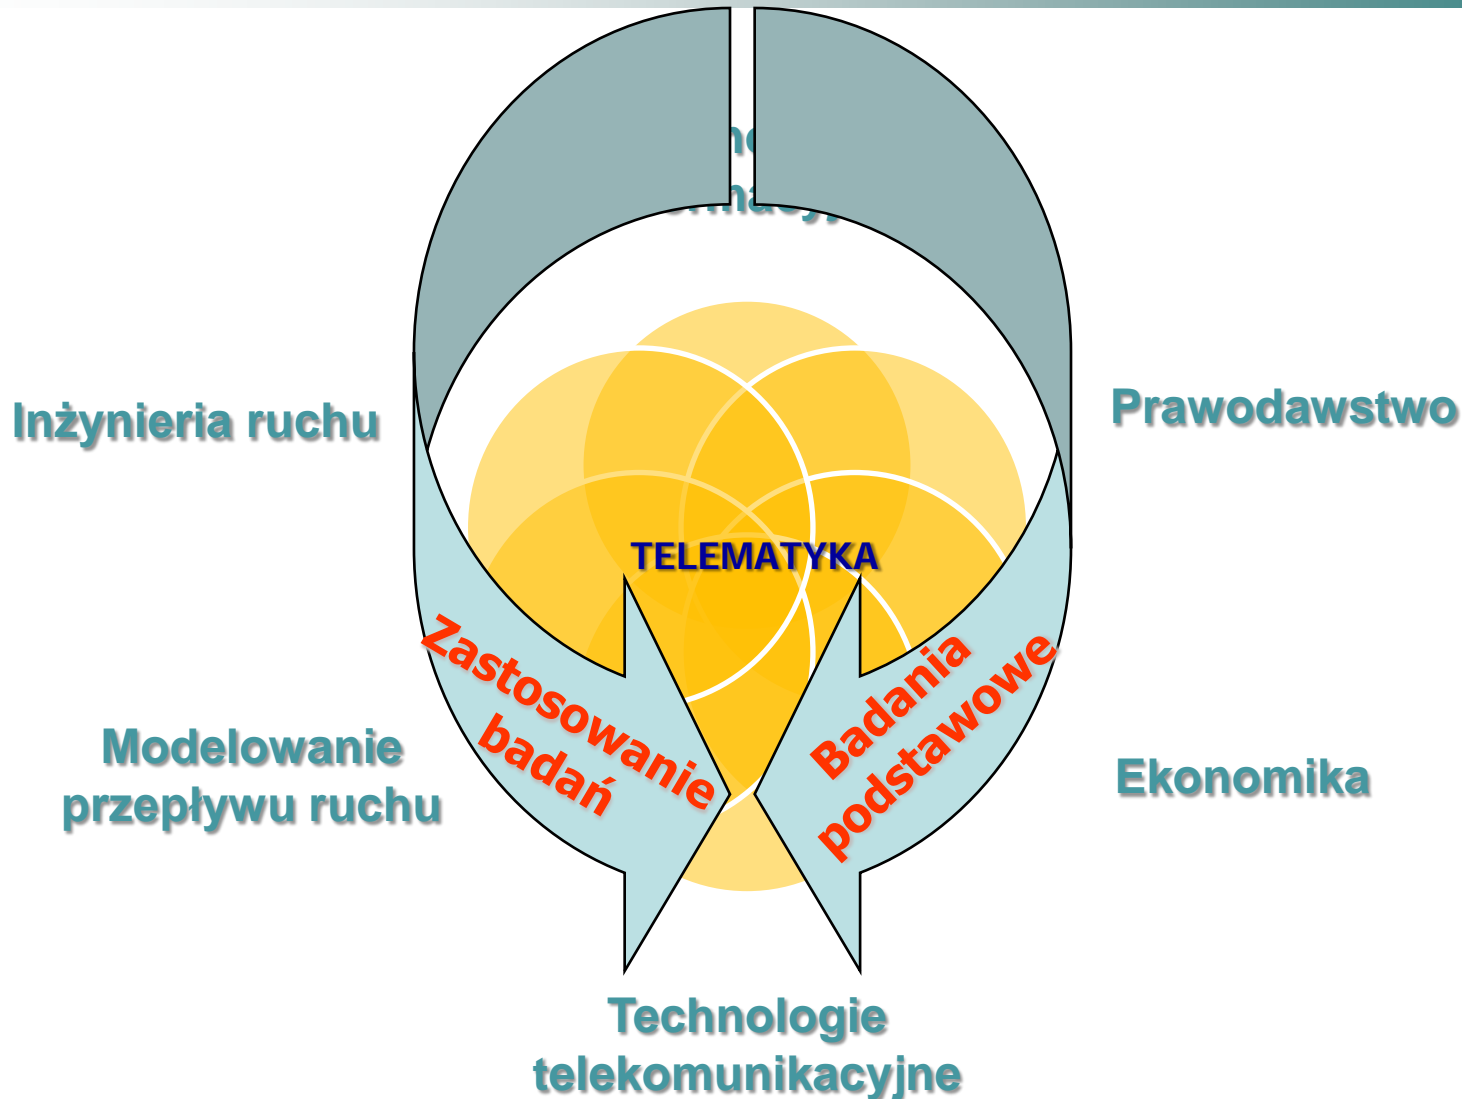 Inżynieria ruchu
Prawodawstwo
TELEMATYKA
Zastosowanie
badań
Badania
podstawowe
Modelowanie
przepływu ruchu
Ekonomika
Technologie
telekomunikacyjne